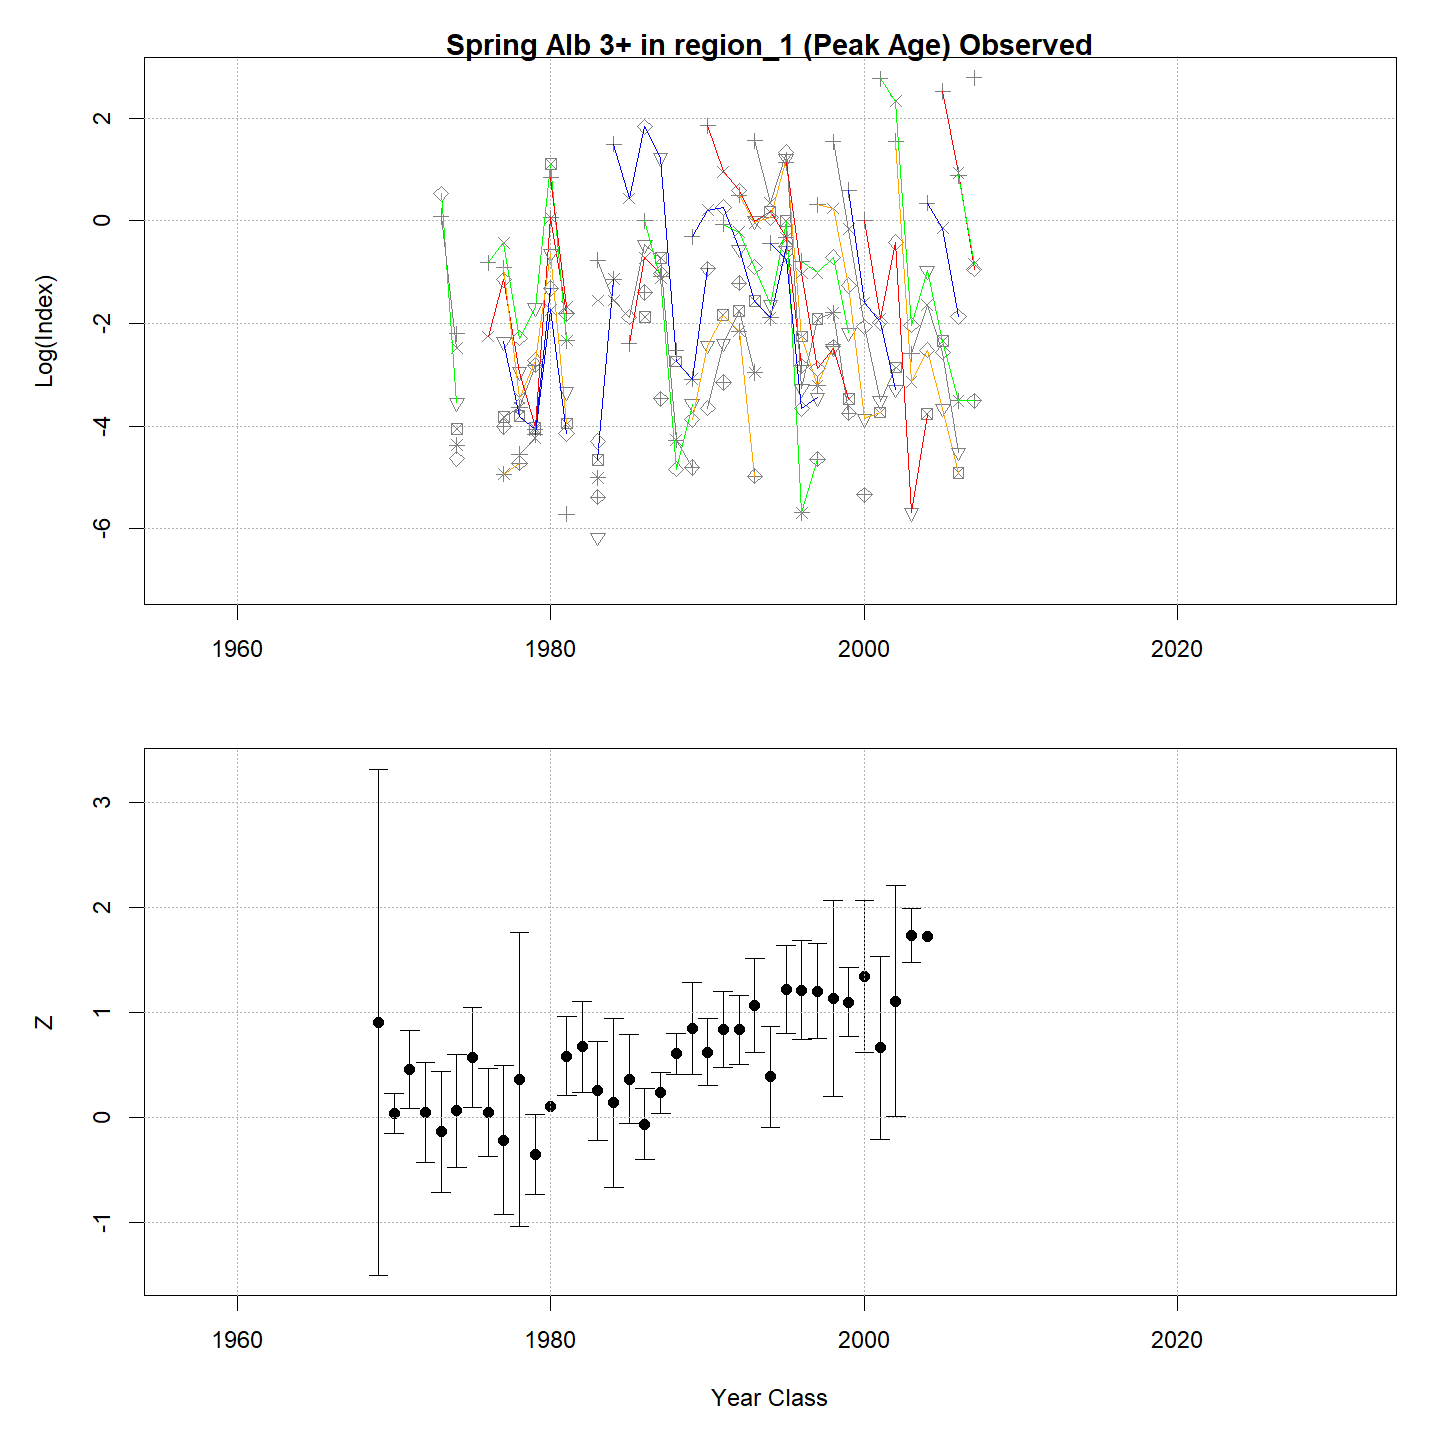 Spring Alb 3+ in region_1 (Peak Age) Observed
Log(Index)
2
0
-2
-4
-6
1960 1980 2000 2020
Z
3
2
1
0
-1
1960 1980 2000 2020
Year Class